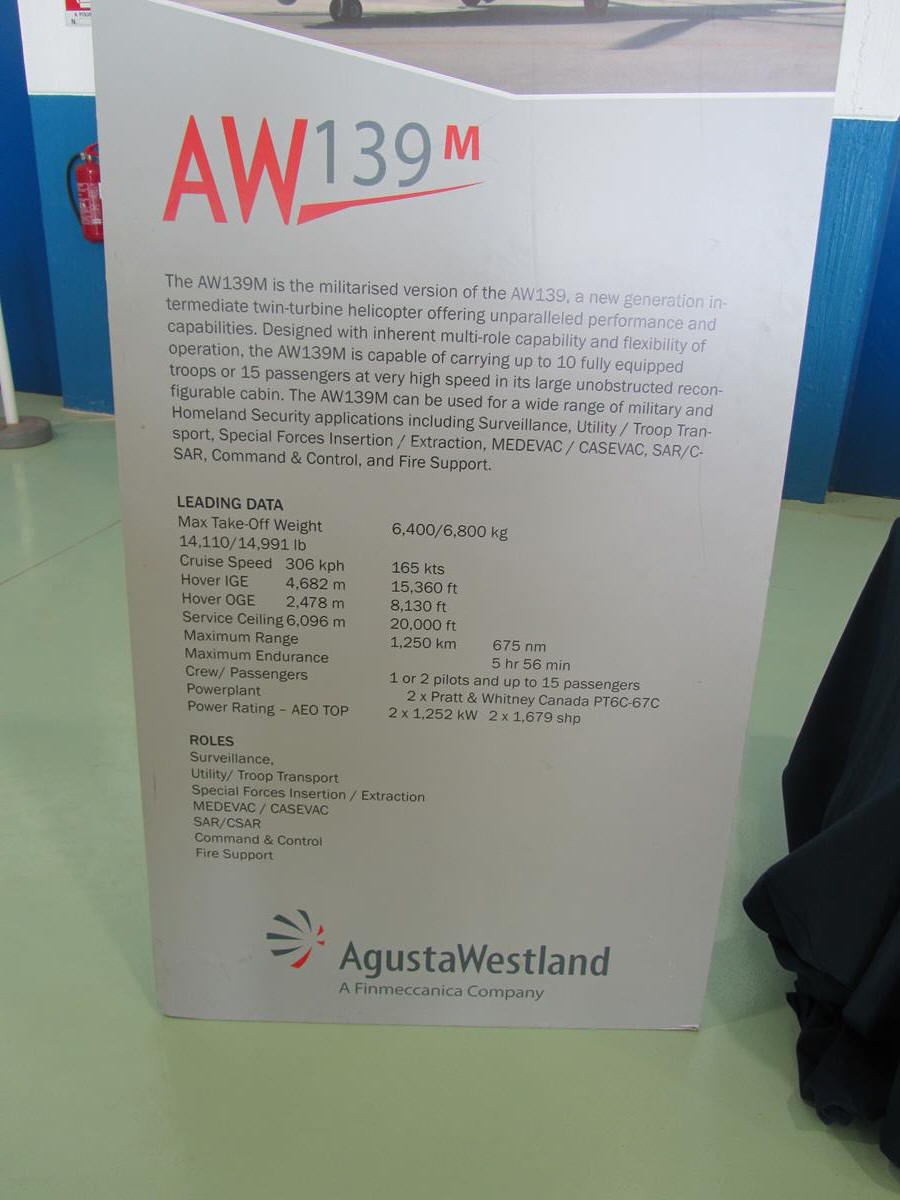 AW139 M
The AW139M is the militarised version of the AW139, a new generation in-
termediate twin-turbine helicopter offering unparalleled performance and
capabilities. Designed with inherent multi-role capability and flexibility of
operation, the AW139M is capable of carrying up to 10 fully equipped
troops or 15 passengers at very high speed in its large unobstructed recon-
figurable cabin. The AW139M can be used for a wide range of military and
Homeland Security applications including Surveillance, Utility / Troop Tran-
sport, Special Forces Insertion / Extraction, MEDEVAC / CASEVAC, SAR/C-
SAR, Command & Control, and Fire Support.
LEADING DATA
Max Take-Off Weight 6,400/6,800 kg
14,110/14,991 lb
Cruise Speed 306 kph 165 kts
Hover IGE 4,682 m 15,360 ft
Hover OGE 2,478 m 8,130 ft
Service Ceiling 6,096 m 20,000 ft
Maximum Range 1,250 km 675 nm
Maximum Endurance 5 hr 56 min
Crew/ Passengers 1 or 2 pilots and up to 15 passengers
Powerplant 2 x Pratt & Whitney Canada PT6C-67C
Power Rating – AEO TOP 2 x 1,252 kW 2 x 1,679 shp
ROLES
Surveillance,
Utility/ Troop Transport
Special Forces Insertion / Extraction
MEDEVAC / CASEVAC
SAR/CSAR
Command & Control
Fire Support
AgustaWestland
A Finmeccanica Company